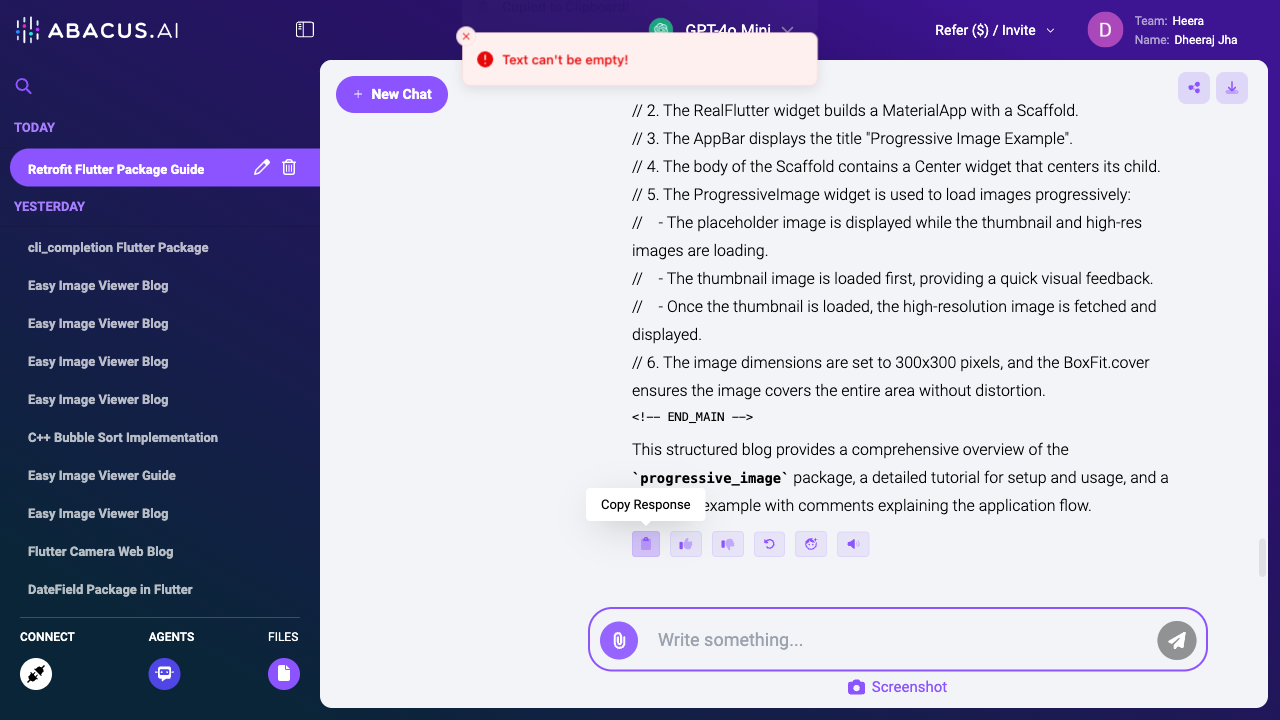 ABACUS.AI
GPT-4o Mini
Refer ($) / Invite
Team: Heera
Name: Dheeraj Jha
D
Text can't be empty!
New Chat
TODAY
Retrofit Flutter Package Guide
YESTERDAY
cli_completion Flutter Package
Easy Image Viewer Blog
Easy Image Viewer Blog
Easy Image Viewer Blog
Easy Image Viewer Blog
C++ Bubble Sort Implementation
Easy Image Viewer Guide
Easy Image Viewer Blog
Flutter Camera Web Blog
DateField Package in Flutter
CONNECT
AGENTS
FILES
// 2. The RealFlutter widget builds a MaterialApp with a Scaffold.
// 3. The AppBar displays the title "Progressive Image Example".
// 4. The body of the Scaffold contains a Center widget that centers its child.
// 5. The ProgressiveImage widget is used to load images progressively:
// - The placeholder image is displayed while the thumbnail and high-res
images are loading.
// - The thumbnail image is loaded first, providing a quick visual feedback.
// - Once the thumbnail is loaded, the high-resolution image is fetched and
displayed.
// 6. The image dimensions are set to 300x300 pixels, and the BoxFit.cover
ensures the image covers the entire area without distortion.
<!-- END_MAIN -->
This structured blog provides a comprehensive overview of the
`progressive_image` package, a detailed tutorial for setup and usage, and a
example with comments explaining the application flow.
Copy Response
Write something...
Screenshot